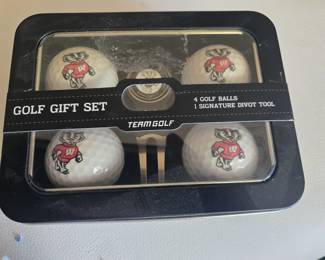 GOLF GIFT SET
4 GOLF BALLS
1 SIGNATURE DIVOT TOOL
TEAMGOLF
W
W
W
W